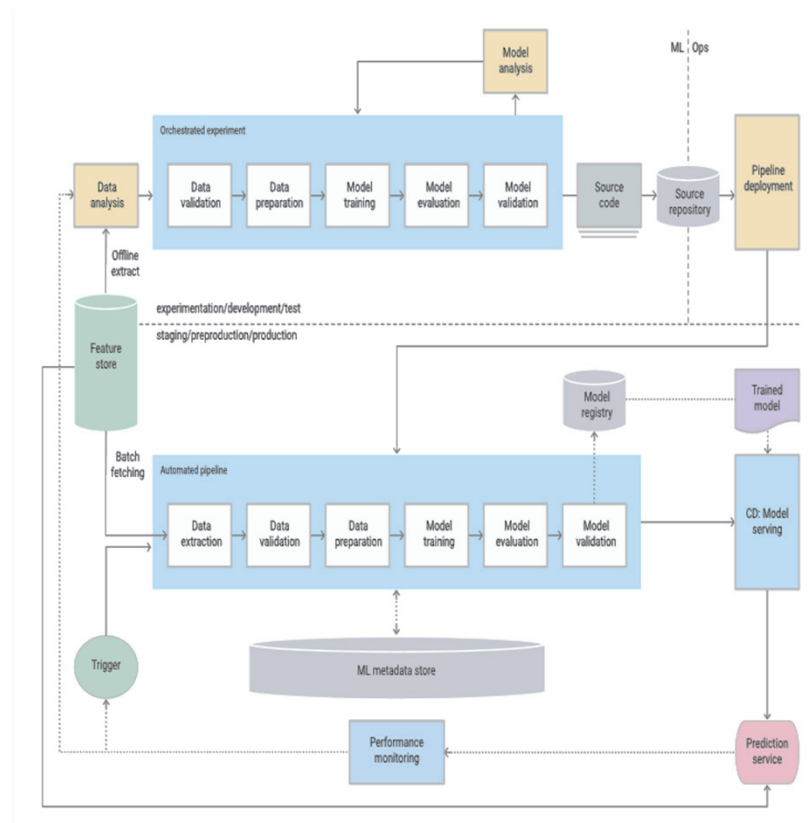 Model
analysis
ML
Ops
Orchestrated experiment
Data
analysis
Data
validation
Data
preparation
Model
training
Model
evaluation
Model
validation
Source
code
Source
repository
Pipeline
deployment
Offline
extract
Feature
store
experimentation/development/test
staging/preproduction/production
Model
registry
Trained
model
Batch
fetching
Automated pipeline
Data
extraction
Data
validation
Data
preparation
Model
training
Model
evaluation
Model
validation
CD: Model
serving
Trigger
ML metadata store
Performance
monitoring
Prediction
service